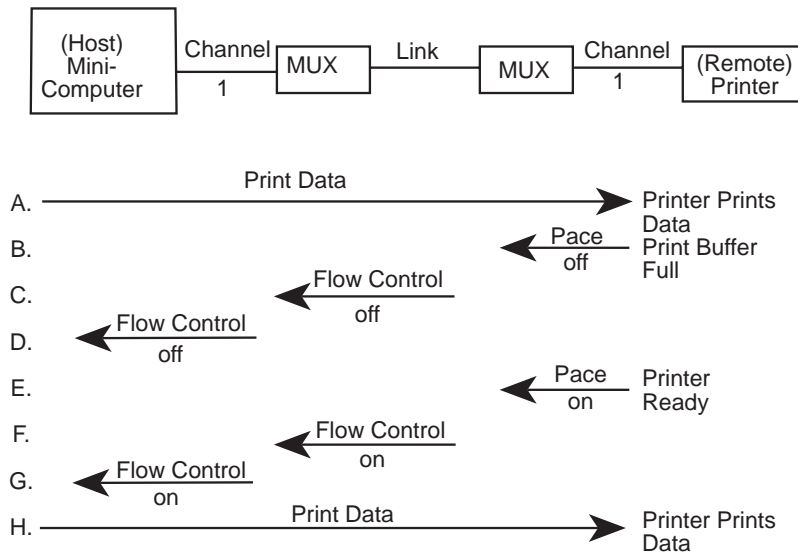 (Host)
Mini-
Computer
Channel
1
MUX
Link
MUX
Channel
1
(Remote)
Printer
A.
Print Data
Printer Prints
Data
B.
Pace
off
Print Buffer
Full
C.
Flow Control
off
D.
Flow Control
off
E.
Pace
on
Printer
Ready
F.
Flow Control
on
G.
Flow Control
on
H.
Print Data
Printer Prints
Data